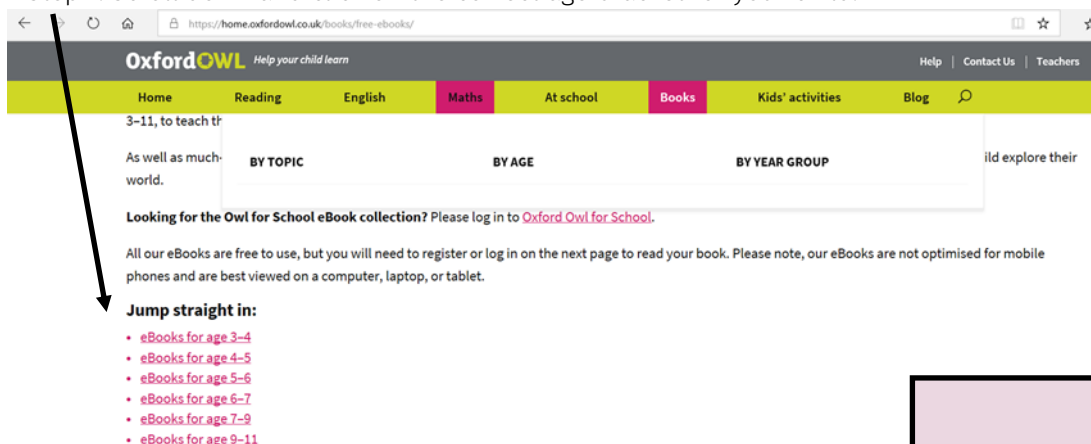 https://home.oxfordowl.co.uk/books/free-ebooks/
OxfordOWL Help your child learn
Help | Contact Us | Teachers
Home Reading English Maths At school Books Kids' activities Blog
3–11, to teach th
As well as much- ild explore their
BY TOPIC BY AGE BY YEAR GROUP
world.
Looking for the Owl for School eBook collection? Please log in to Oxford Owl for School.
All our eBooks are free to use, but you will need to register or log in on the next page to read your book. Please note, our eBooks are not optimised for mobile
phones and are best viewed on a computer, laptop, or tablet.
Jump straight in:
• eBooks for age 3–4
• eBooks for age 4–5
• eBooks for age 5–6
• eBooks for age 6–7
• eBooks for age 7–9
• eBooks for age 9–11